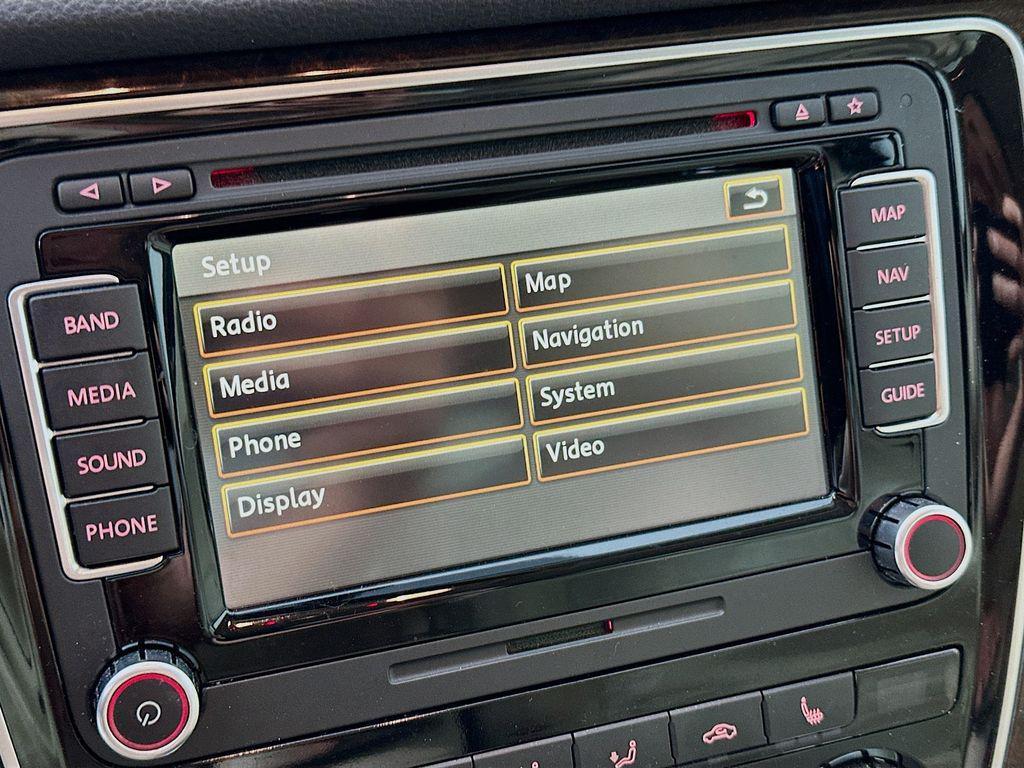 Setup
Radio
Map
Media
Navigation
Phone
System
Display
Video
BAND
MEDIA
SOUND
PHONE
MAP
NAV
SETUP
GUIDE